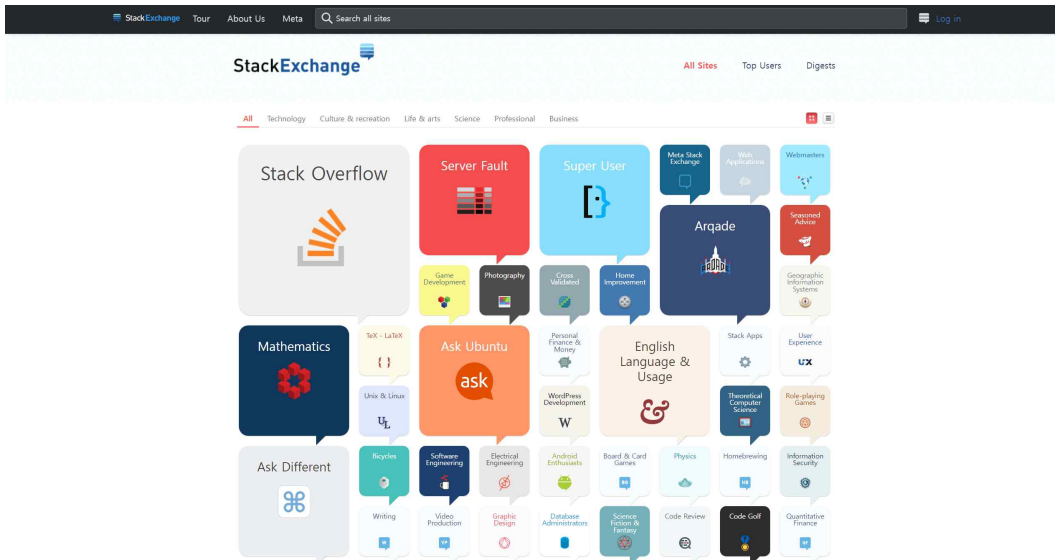 StackExchange Tour About Us Meta Search all sites Log in
StackExchange
All Sites Top Users Digests
All Technology Culture & recreation Life & arts Science Professional Business
Stack Overflow
Server Fault
Super User
Meta Stack
Exchange
Web
Applications
Webmasters
Arqade
Seasoned
Advice
Game
Development
Photography
Cross
Validated
Home
Improvement
Geographic
Information
Systems
Mathematics
TeX - LaTeX
{ }
Ask Ubuntu
ask
Personal
Finance &
Money
English
Language &
Usage
&
Stack Apps
User
Experience
UX
Unix & Linux
UL
WordPress
Development
W
Theoretical
Computer
Science
Role-playing
Games
Ask Different
Bicycles
Software
Engineering
Electrical
Engineering
Android
Enthusiasts
Board & Card
Games
BG
Physics
Homebrewing
HB
Information
Security
Writing
W
Video
Production
VP
Graphic
Design
Database
Administrators
Science
Fiction &
Fantasy
Code Review
Code Golf
Quantitative
Finance
QF